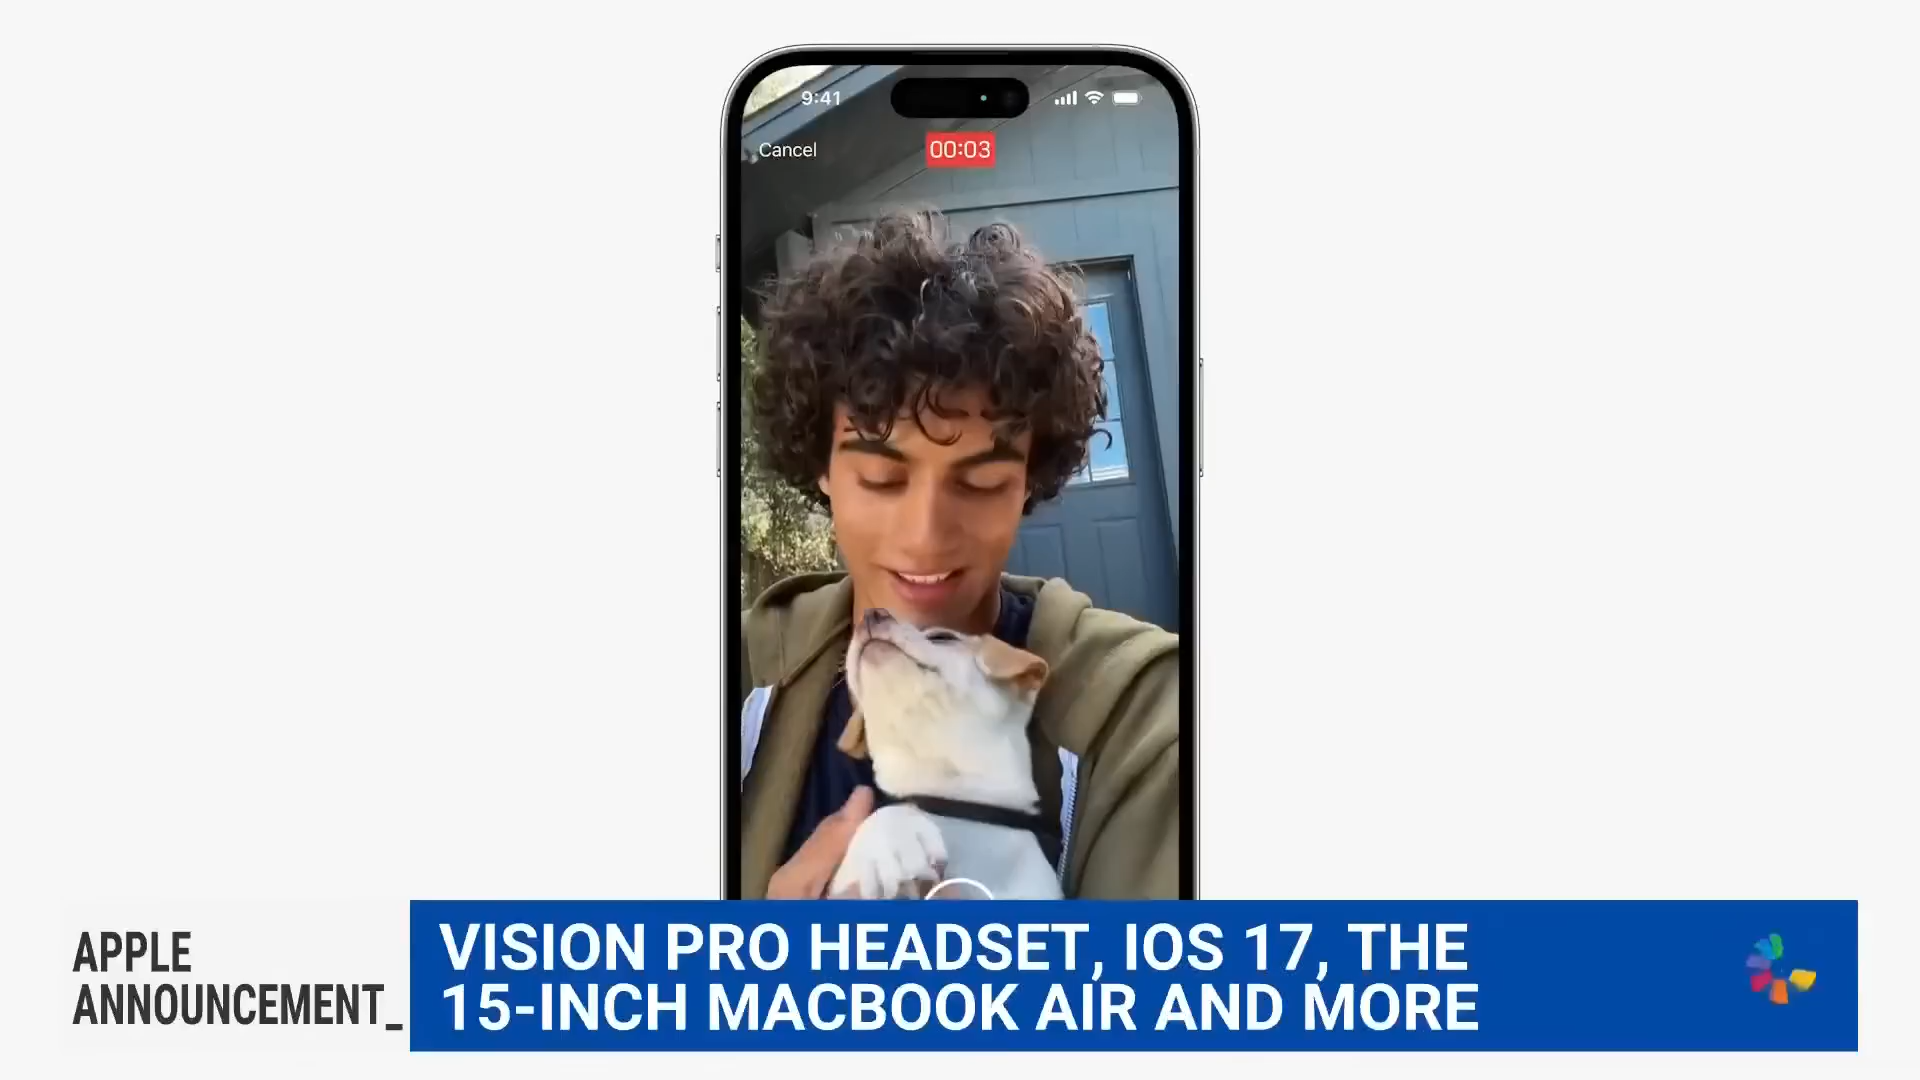 9:41
Cancel
00:03
APPLE
ANNOUNCEMENT_
VISION PRO HEADSET, IOS 17, THE
15-INCH MACBOOK AIR AND MORE